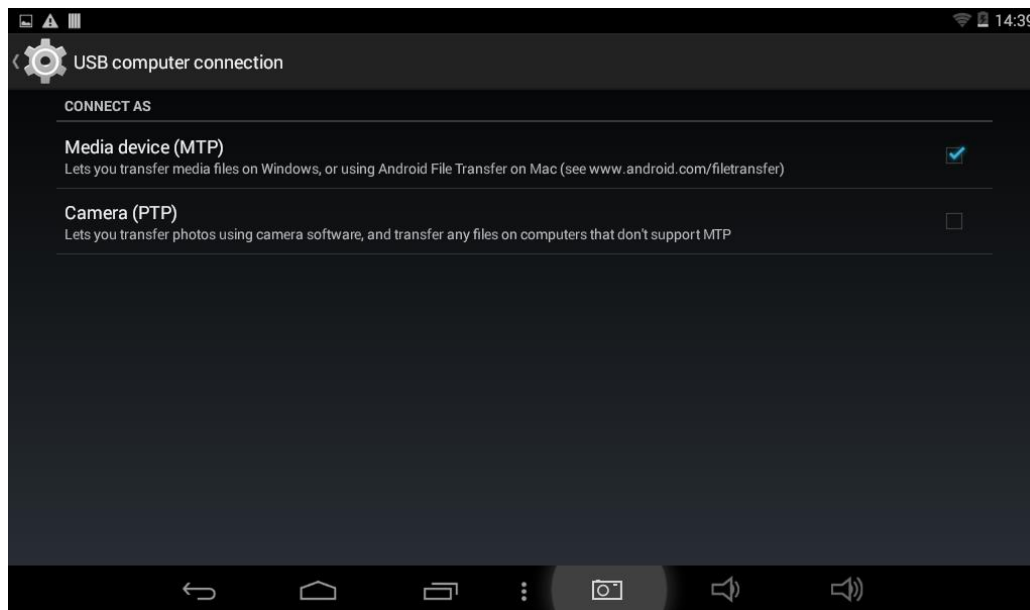 14:39
USB computer connection
CONNECT AS
Media device (MTP)
Lets you transfer media files on Windows, or using Android File Transfer on Mac (see www.android.com/filetransfer)
Camera (PTP)
Lets you transfer photos using camera software, and transfer any files on computers that don't support MTP